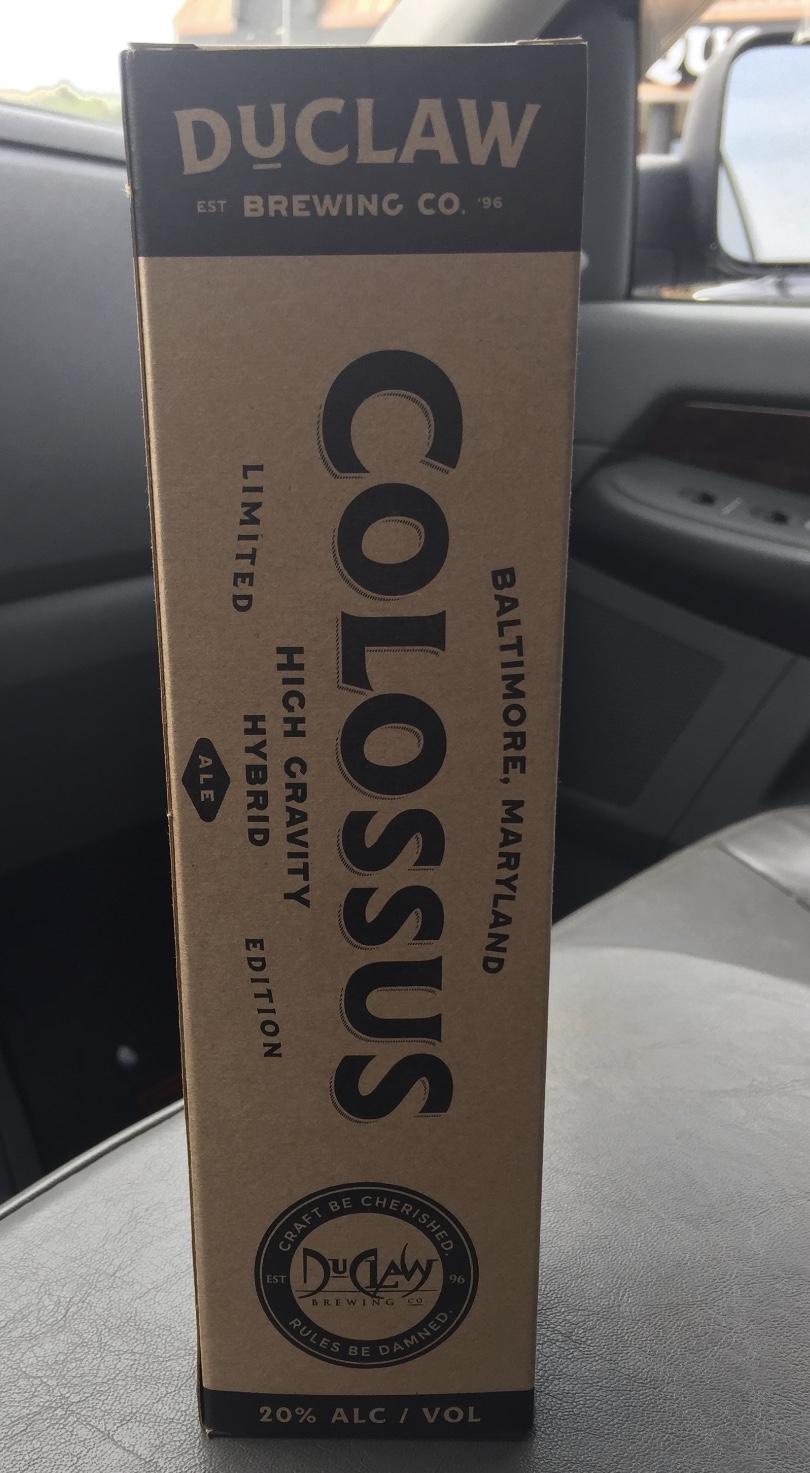 DUCLAW
EST BREWING CO. '96
BALTIMORE, MARYLAND
COLOSSUS
HIGH GRAVITY
LIMITED HYBRID EDITION
ALE
CRAFT BE CHERISHED.
EST DUCLAW 96
BREWING CO
RULES BE DAMNED.
20% ALC / VOL